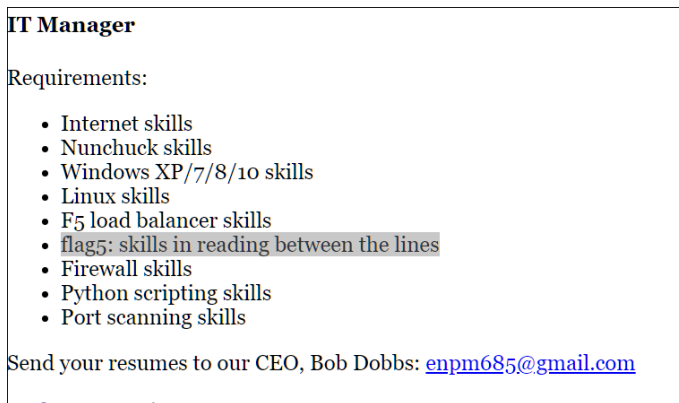 IT Manager
Requirements:
• Internet skills
• Nunchuck skills
• Windows XP/7/8/10 skills
• Linux skills
• F5 load balancer skills
• flag5: skills in reading between the lines
• Firewall skills
• Python scripting skills
• Port scanning skills
Send your resumes to our CEO, Bob Dobbs: enpm685@gmail.com